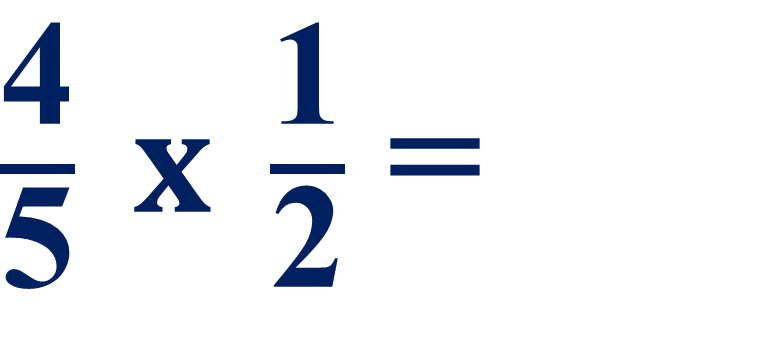 4/5 x 1/2 =